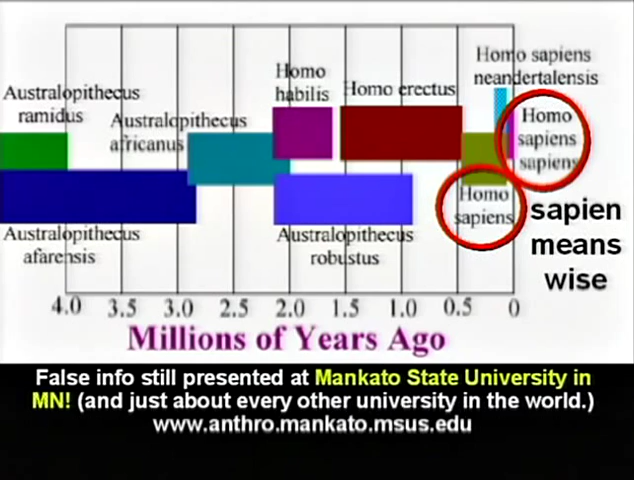 Homo sapiens
neandertalensis
Homo
habilis
Homo erectus
Australopithecus
ramidus
Australopithecus
africanus
Homo
sapiens
sapiens
Homo
sapiens
sapien
means
wise
Australopithecus
afarensis
Australopithecus
robustus
4.0 3.5 3.0 2.5 2.0 1.5 1.0 0.5 0
Millions of Years Ago
False info still presented at Mankato State University in
MN! (and just about every other university in the world.)
www.anthro.mankato.msus.edu